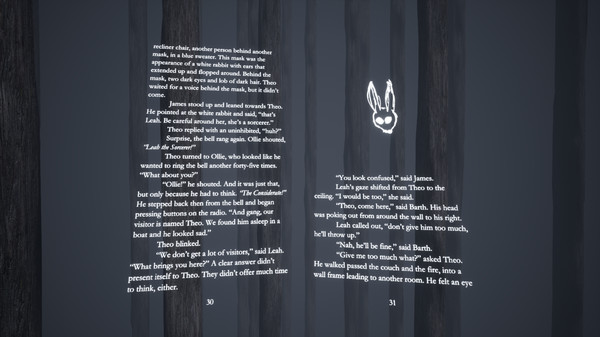 recliner chair, another person behind another
mask, in a blue sweater. This mask was the
appearance of a white rabbit with ears that
extended up and flopped around. Behind the
mask, two dark eyes and lob of dark hair. Theo
waited for a voice behind the mask, but it didn't
come.
James stood up and leaned towards Theo.
He pointed at the white rabbit and said, "that's
Leah. Be careful around her, she's a sorcerer."
Theo replied with an uninhibited, "huh?"
Surprise, the bell rang again. Ollie shouted,
"Leah the Sorcerer!"
Theo turned to Ollie, who looked like he
wanted to ring the bell another forty-five times.
"What about you?"
"Ollie!" he shouted. And it was just that,
but only because he had to think. "The Considerate!"
He stepped back then from the bell and began
pressing buttons on the radio. "And gang, our
visitor is named Theo. We found him asleep in a
boat and he looked sad."
Theo blinked.
"We don't get a lot of visitors," said Leah.
"What brings you here?" A clear answer didn't
present itself to Theo. They didn't offer much time
to think, either.
30
"You look confused," said James.
Leah's gaze shifted from Theo to the
ceiling. "I would be too," she said.
"Theo, come here," said Barth. His head
was poking out from around the wall to his right.
Leah called out, "don't give him too much,
he'll throw up."
"Nah, he'll be fine," said Barth.
"Give me too much what?" asked Theo.
He walked passed the couch and the fire, into a
wall frame leading to another room. He felt an eye
31